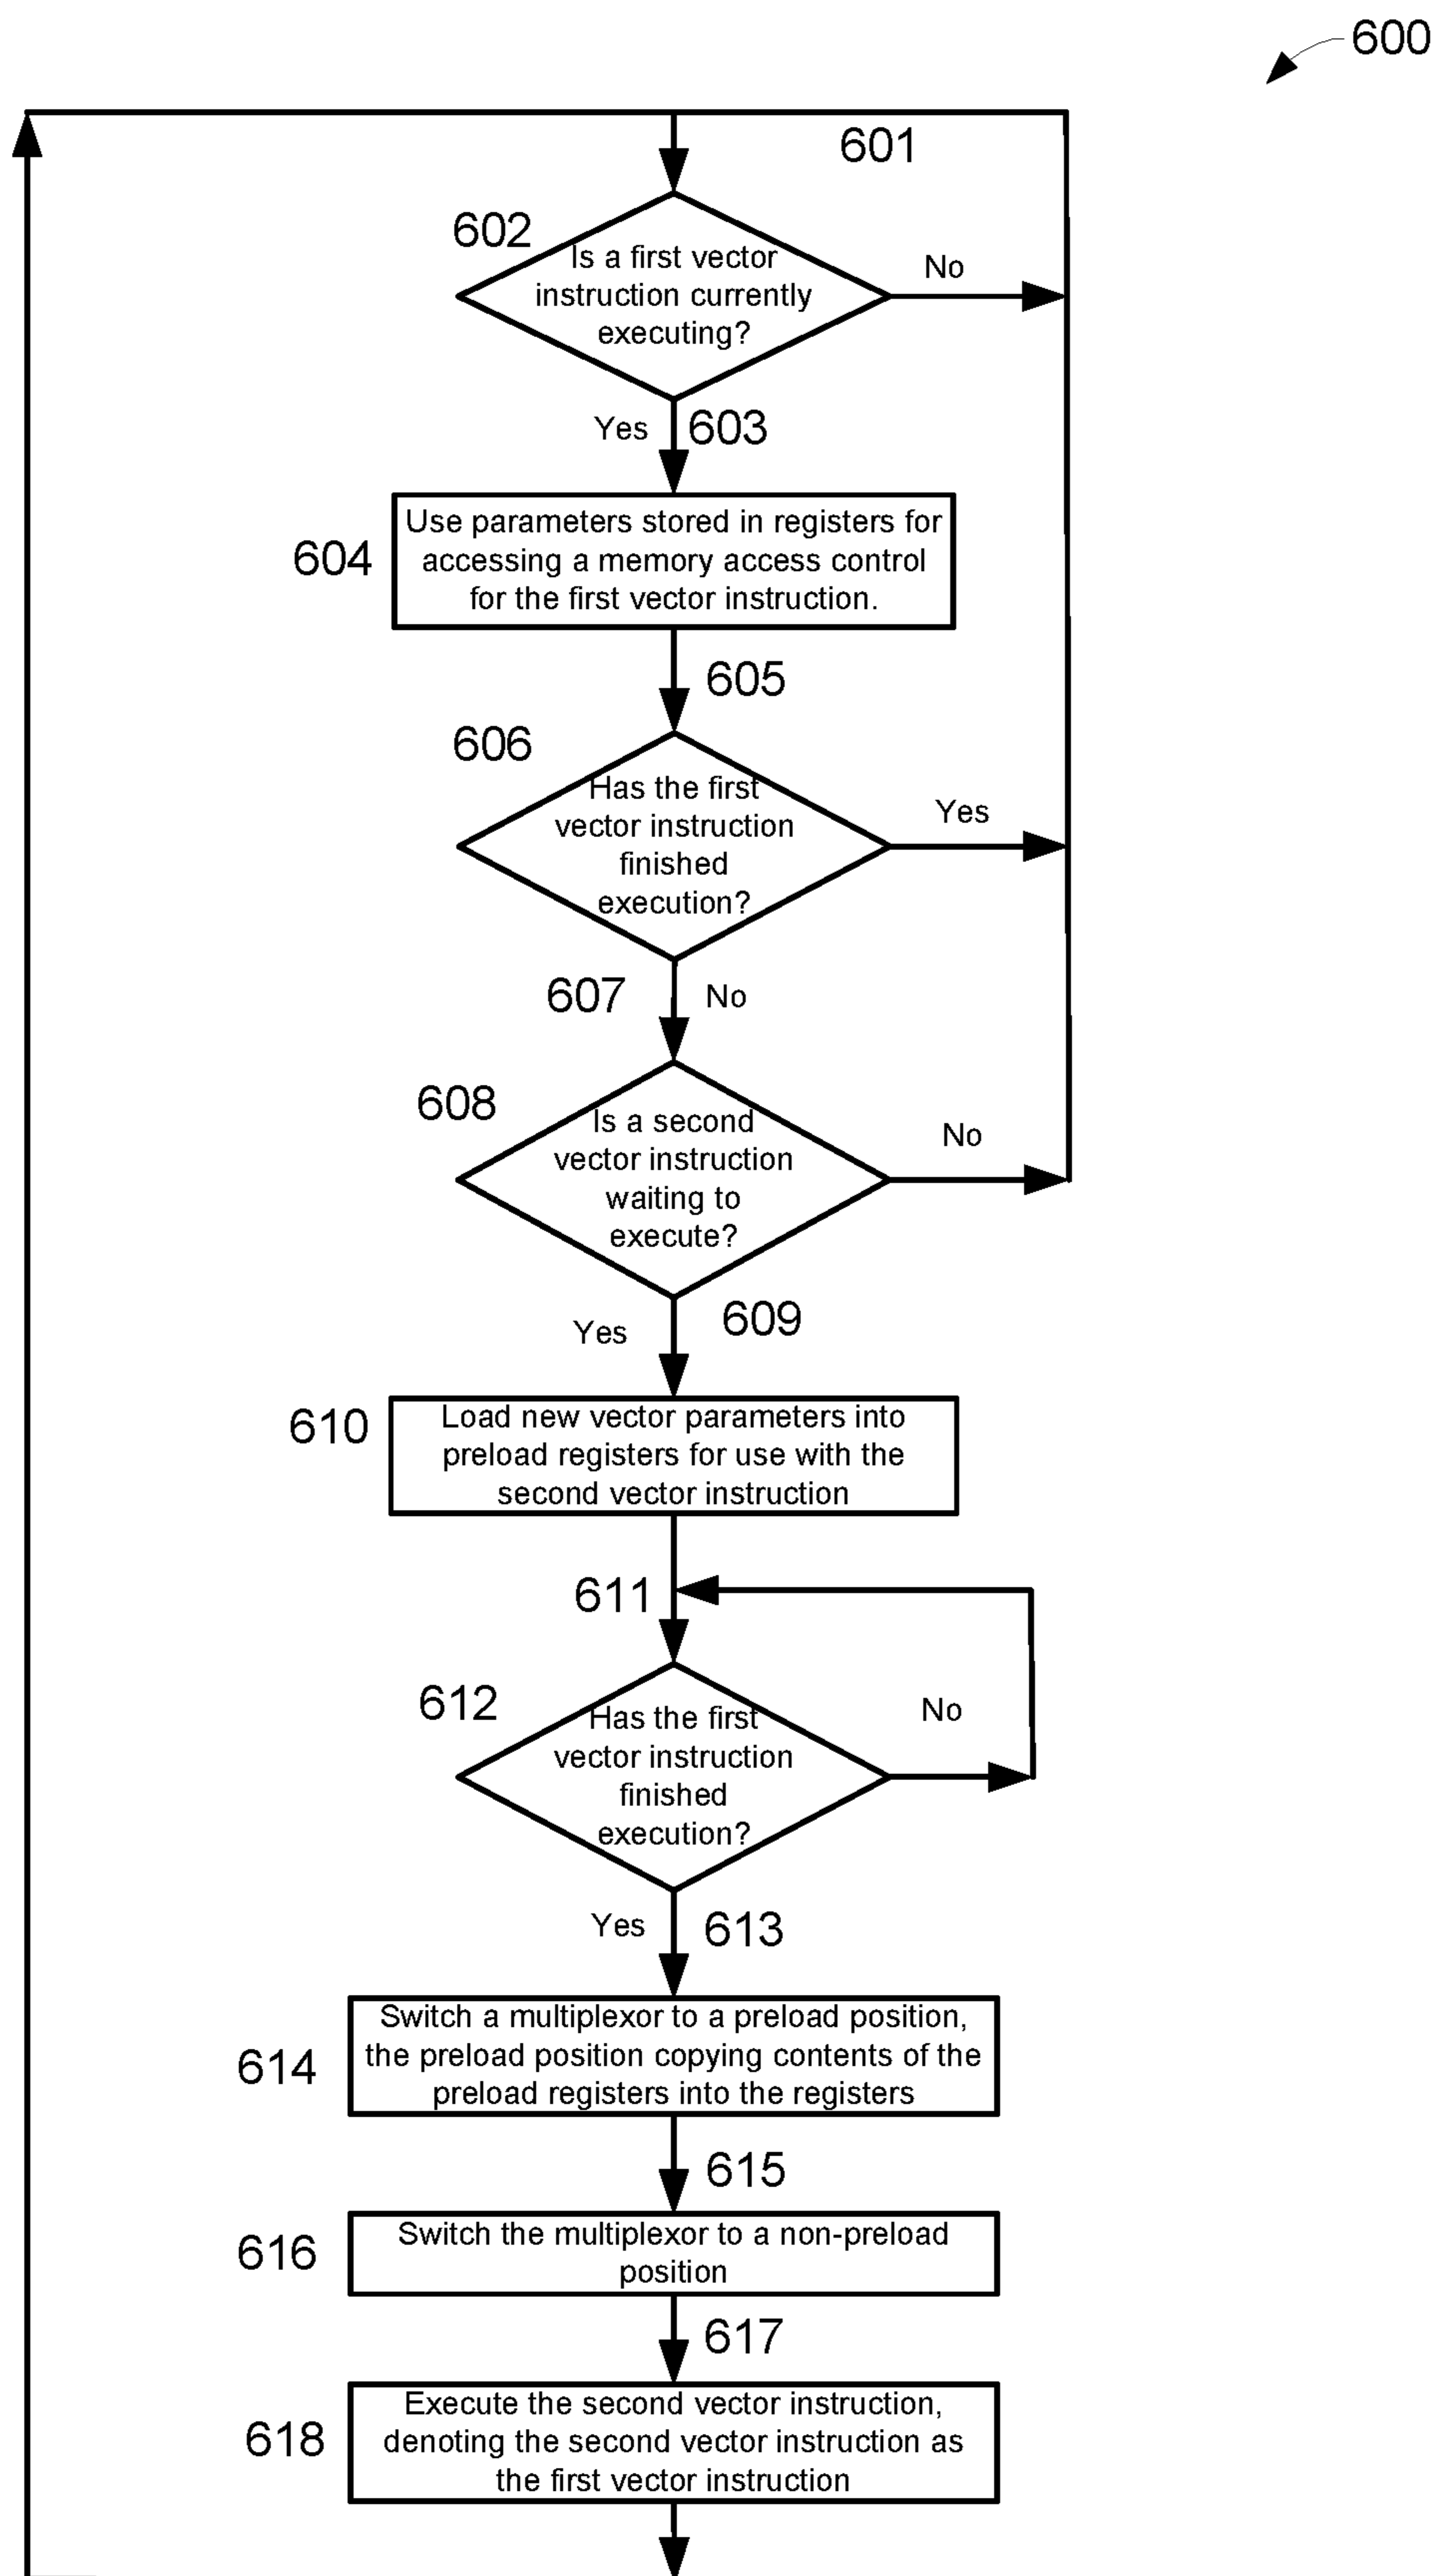 600
601
602
Is a first vector
instruction currently
executing?
No
Yes
603
604
Use parameters stored in registers for
accessing a memory access control
for the first vector instruction.
605
606
Has the first
vector instruction
finished
execution?
Yes
607
No
608
Is a second
vector instruction
waiting to
execute?
No
609
Yes
610
Load new vector parameters into
preload registers for use with the
second vector instruction
611
612
Has the first
vector instruction
finished
execution?
No
Yes
613
614
Switch a multiplexor to a preload position,
the preload position copying contents of the
preload registers into the registers
615
616
Switch the multiplexor to a non-preload
position
617
618
Execute the second vector instruction,
denoting the second vector instruction as
the first vector instruction